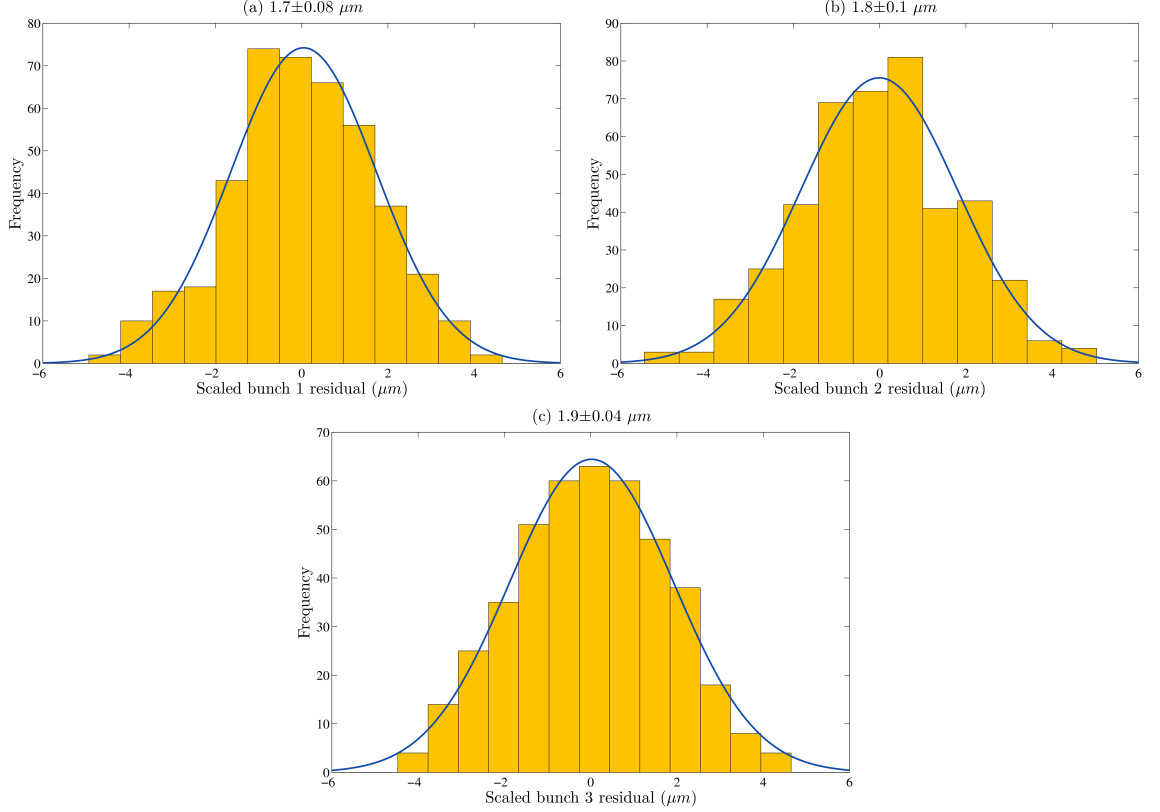 (a) 1.7±0.08 μm
80
70
60
50
40
30
20
10
0
Frequency
−6 −4 −2 0 2 4 6
Scaled bunch 1 residual (μm)
(b) 1.8±0.1 μm
90
80
70
60
50
40
30
20
10
0
Frequency
−6 −4 −2 0 2 4 6
Scaled bunch 2 residual (μm)
(c) 1.9±0.04 μm
70
60
50
40
30
20
10
0
Frequency
−6 −4 −2 0 2 4 6
Scaled bunch 3 residual (μm)